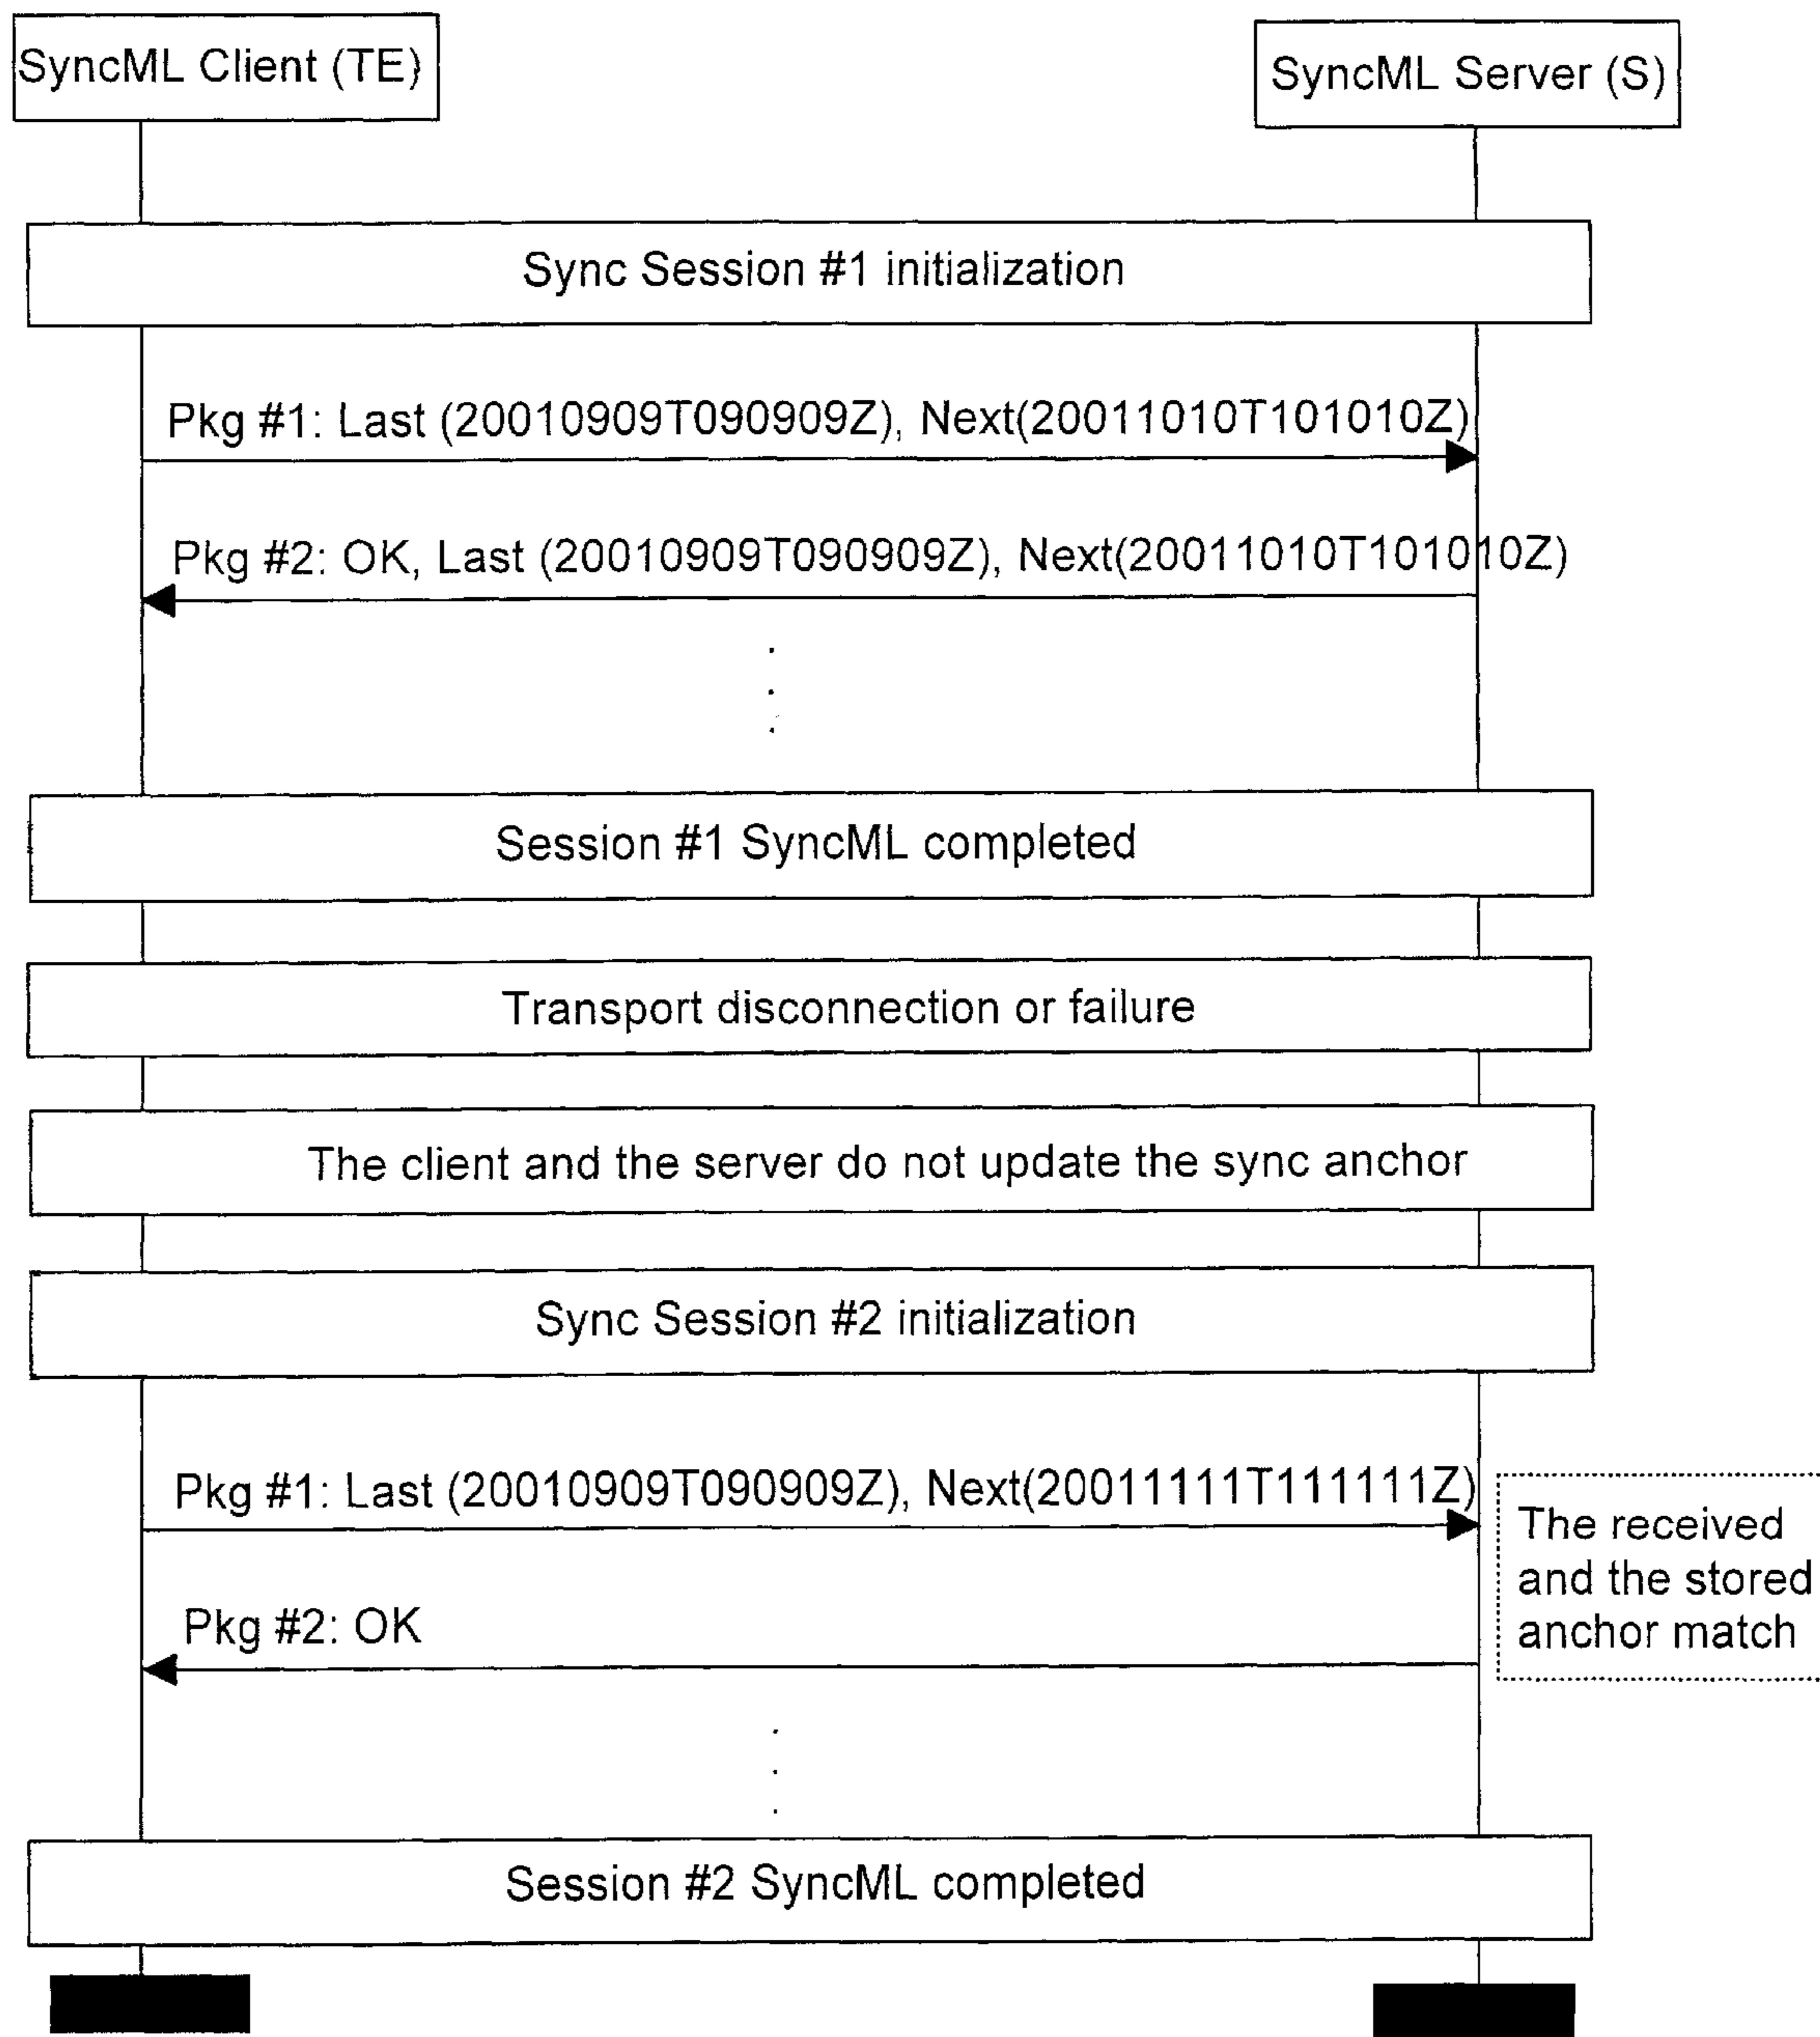 SyncML Client (TE)
SyncML Server (S)
Sync Session #1 initialization
Pkg #1: Last (20010909T090909Z), Next(20011010T101010Z)
Pkg #2: OK, Last (20010909T090909Z), Next(20011010T101010Z)
Session #1 SyncML completed
Transport disconnection or failure
The client and the server do not update the sync anchor
Sync Session #2 initialization
Pkg #1: Last (20010909T090909Z), Next(20011111T111111Z)
The received
and the stored
anchor match
Pkg #2: OK
Session #2 SyncML completed